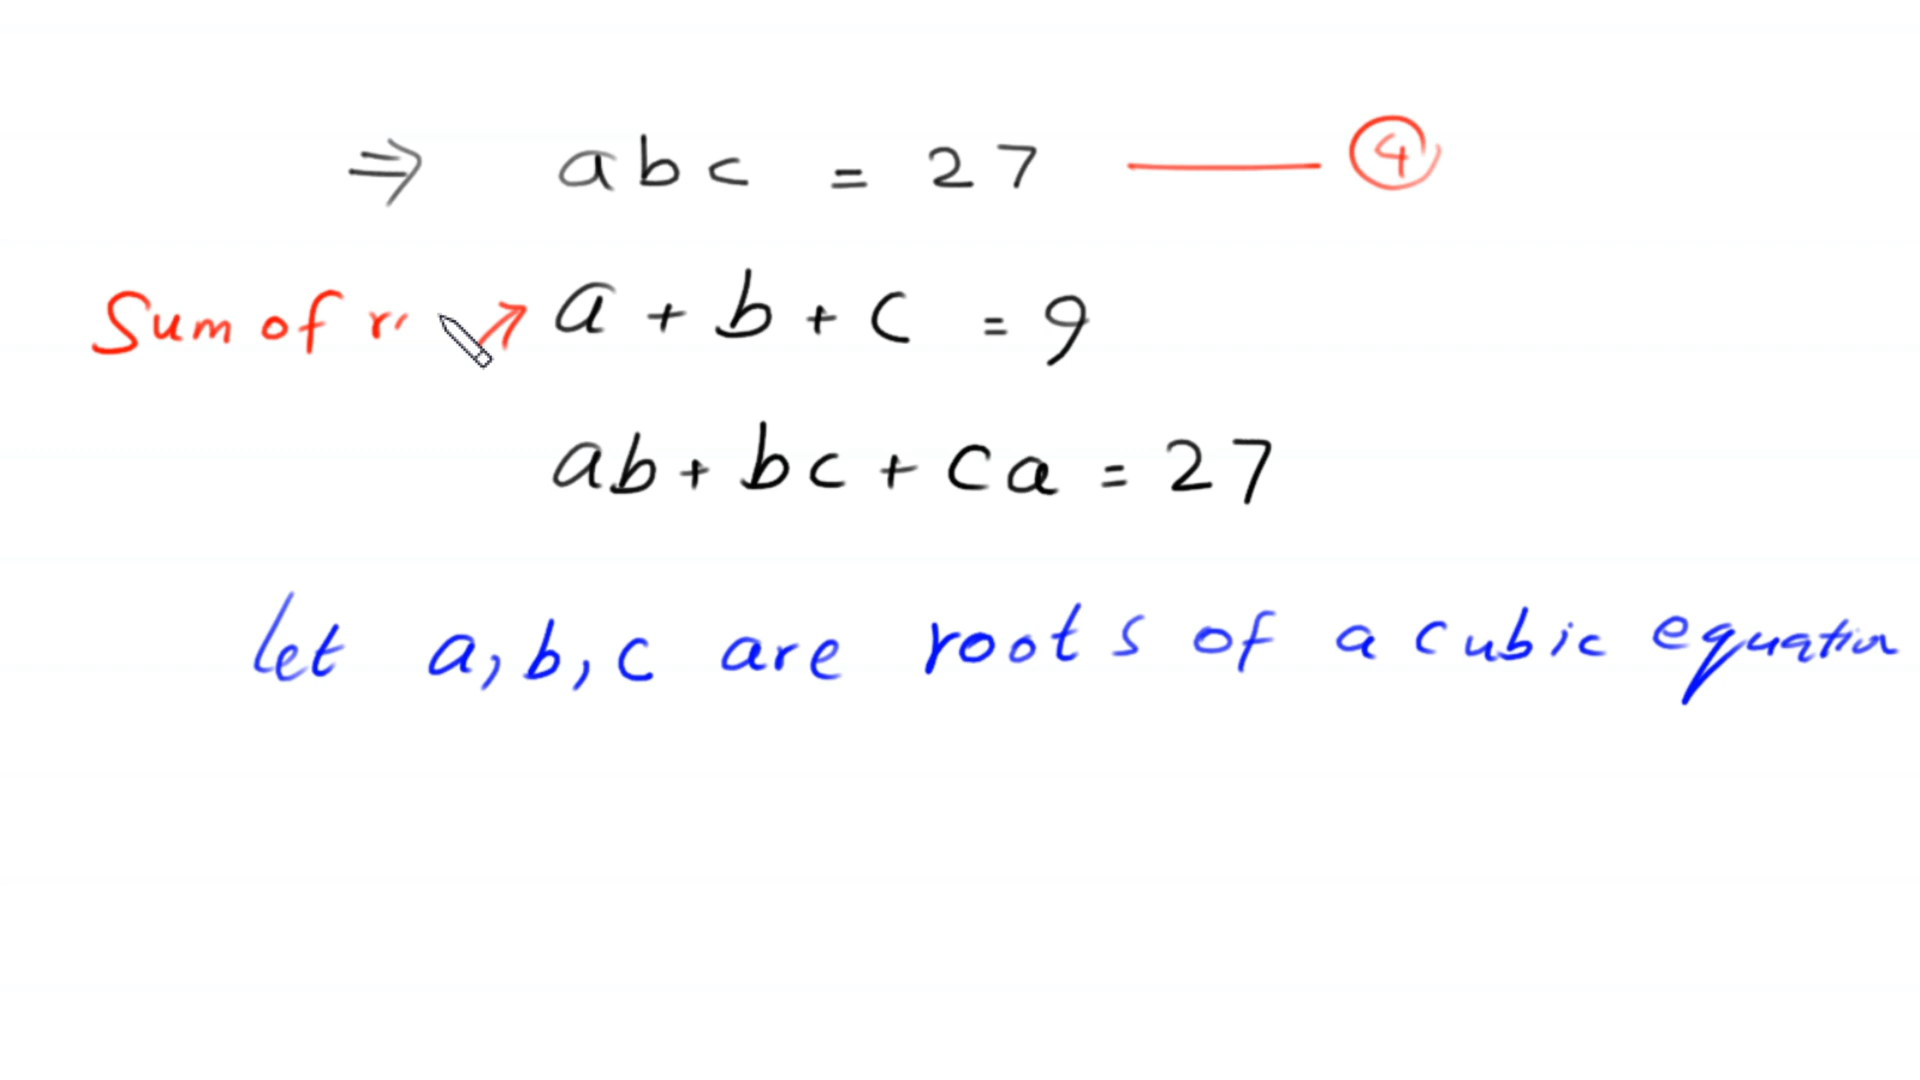 ⇒ abc = 27 —— ④
Sum of a + b + c = 9
ab + bc + ca = 27
let a, b, c are roots of a cubic equation